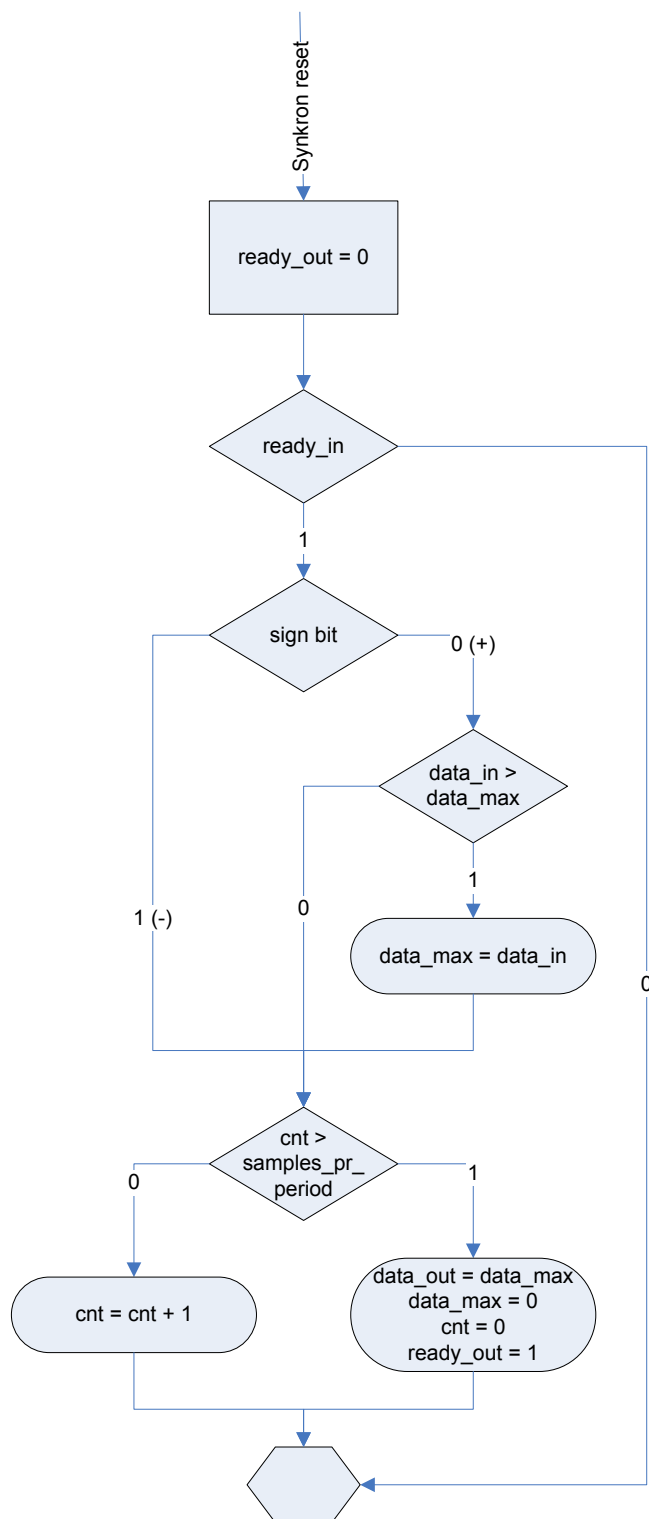 Synkron reset
ready_out = 0
ready_in
1
sign bit
0 (+)
data_in >
data_max
1
0
1 (-)
data_max = data_in
0
cnt >
samples_pr_
period
0
1
cnt = cnt + 1
data_out = data_max
data_max = 0
cnt = 0
ready_out = 1